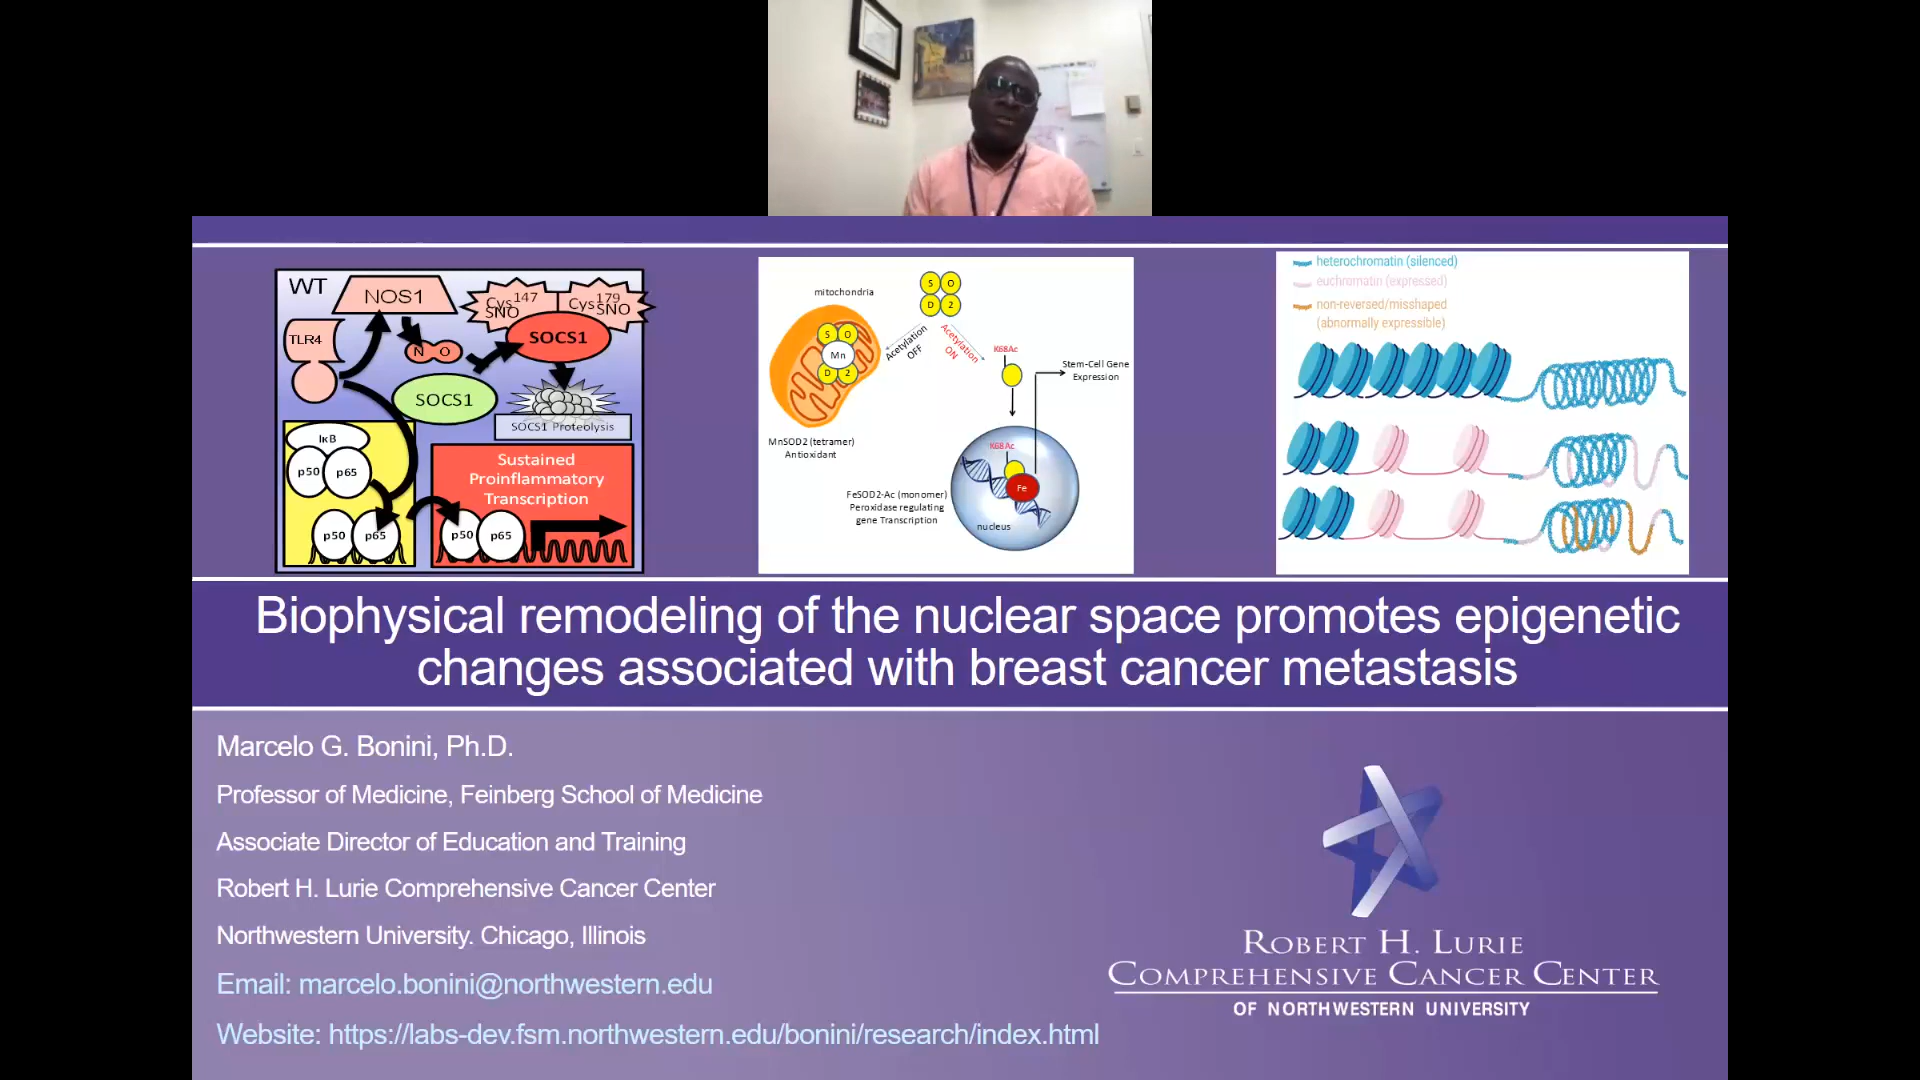 WT
NOS1
Cys147
SNO
Cys179
SNO
TLR4
N O
SOCS1
SOCS1
SOCS1 Proteolysis
IκB
p50
p65
p50
p65
Sustained
Proinflammatory
Transcription
p50
p65
mitochondria
S O
D 2
S O
Mn
D 2
Acetylation
OFF
Acetylation
ON
K68Ac
Stem-Cell Gene
Expression
MnSOD2 (tetramer)
Antioxidant
K68Ac
Fe
FeSOD2-Ac (monomer)
Peroxidase regulating
gene Transcription
nucleus
heterochromatin (silenced)
euchromatin (expressed)
non-reversed/misshaped
(abnormally expressible)
Biophysical remodeling of the nuclear space promotes epigenetic
changes associated with breast cancer metastasis
Marcelo G. Bonini, Ph.D.
Professor of Medicine, Feinberg School of Medicine
Associate Director of Education and Training
Robert H. Lurie Comprehensive Cancer Center
Northwestern University. Chicago, Illinois
Email: marcelo.bonini@northwestern.edu
Website: https://labs-dev.fsm.northwestern.edu/bonini/research/index.html
ROBERT H. LURIE
COMPREHENSIVE CANCER CENTER
OF NORTHWESTERN UNIVERSITY